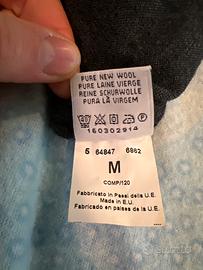 PURE NEW WOOL
PURE LAINE VIERGE
REINE SCHURWOLLE
PURA LÃ VIRGEM
160302914
5 64847 6862
M
COMP/120
Fabbricato in Paesi della U.E.
Made in E.U.
Fabricado en países de la U.E.